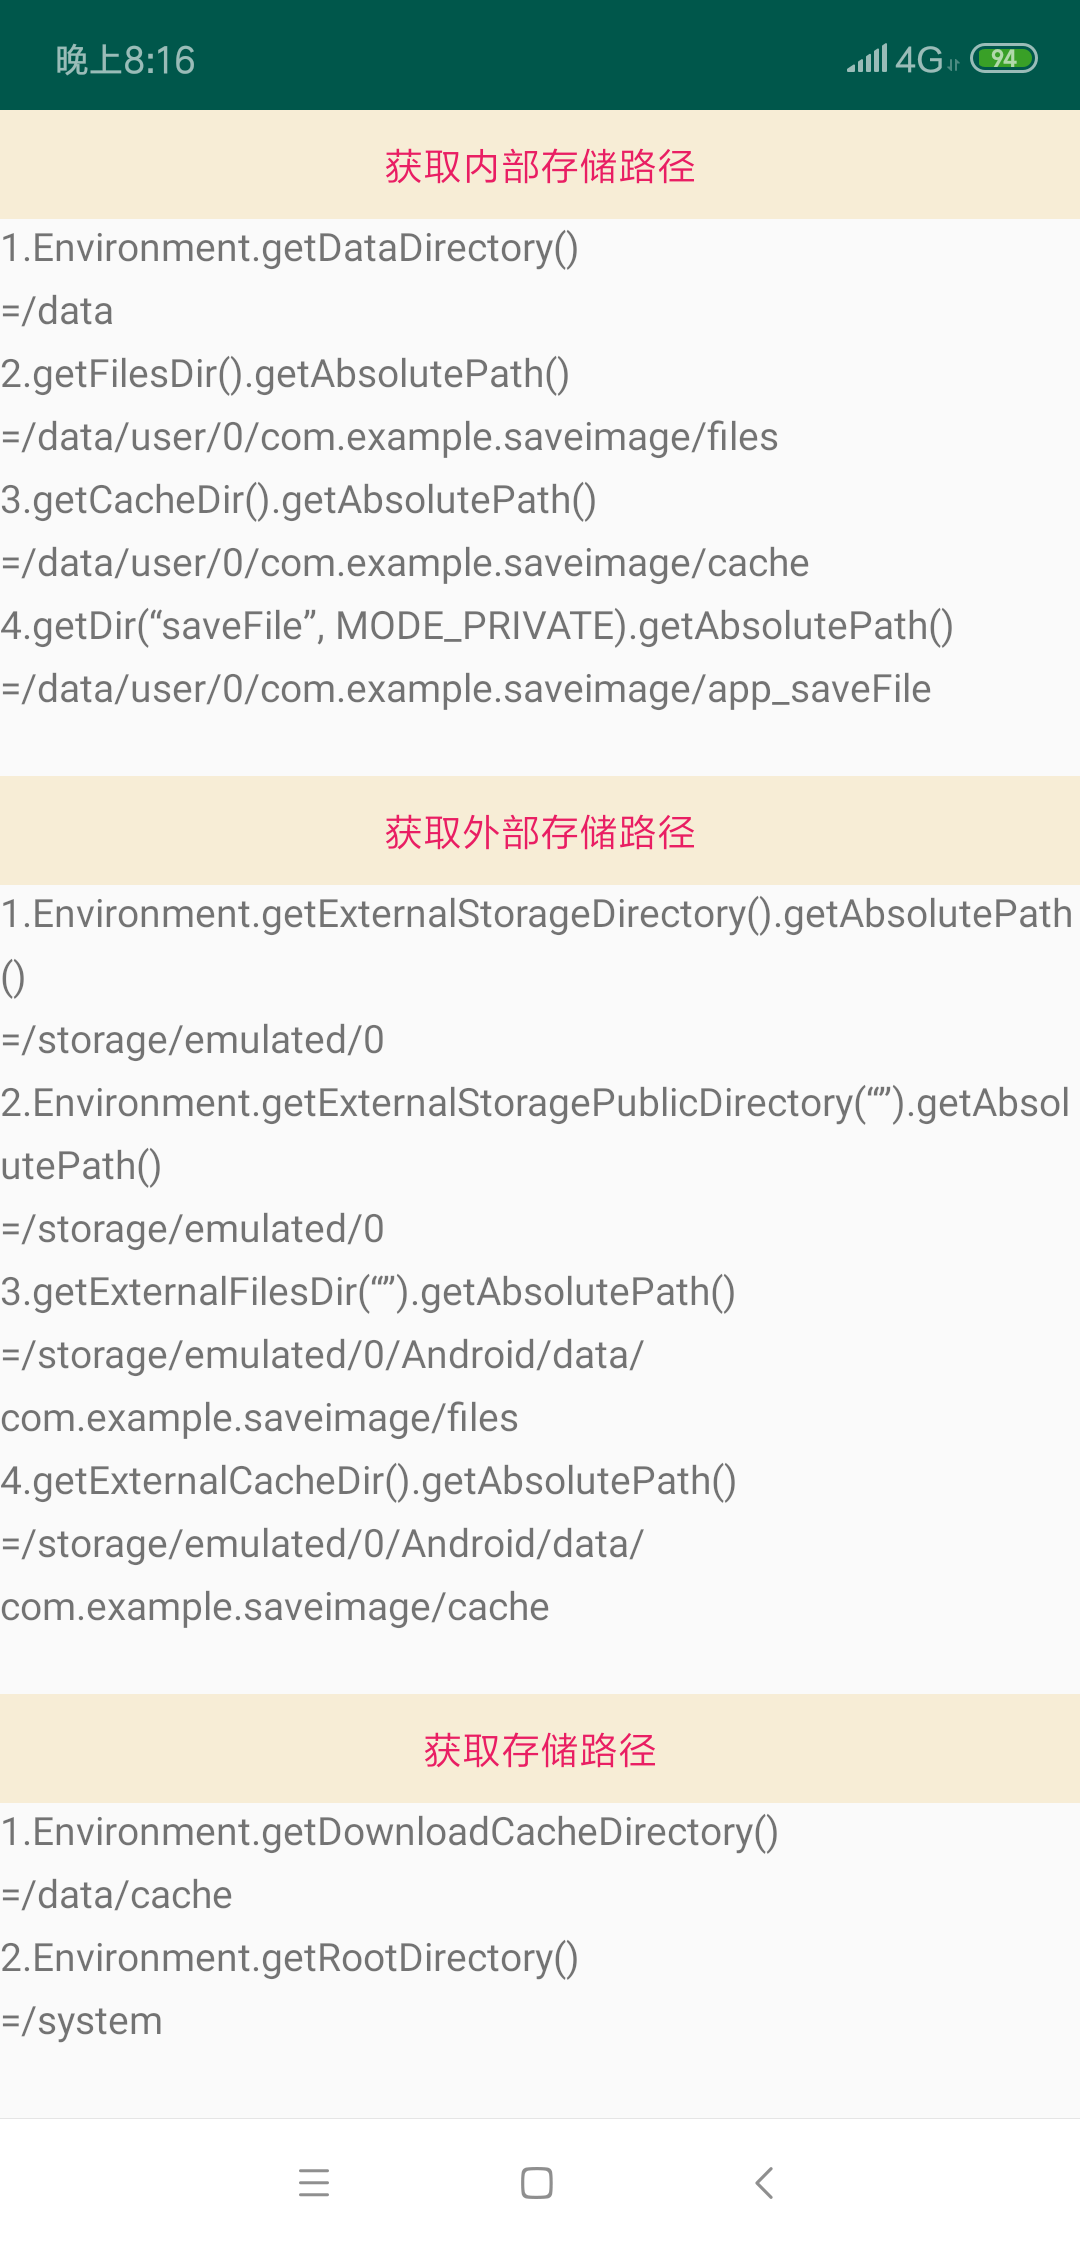 晚上8:16
4G
94
获取内部存储路径
1.Environment.getDataDirectory()
=/data
2.getFilesDir().getAbsolutePath()
=/data/user/0/com.example.saveimage/files
3.getCacheDir().getAbsolutePath()
=/data/user/0/com.example.saveimage/cache
4.getDir(“saveFile”, MODE_PRIVATE).getAbsolutePath()
=/data/user/0/com.example.saveimage/app_saveFile
获取外部存储路径
1.Environment.getExternalStorageDirectory().getAbsolutePath
()
=/storage/emulated/0
2.Environment.getExternalStoragePublicDirectory(“”).getAbsol
utePath()
=/storage/emulated/0
3.getExternalFilesDir(“”).getAbsolutePath()
=/storage/emulated/0/Android/data/
com.example.saveimage/files
4.getExternalCacheDir().getAbsolutePath()
=/storage/emulated/0/Android/data/
com.example.saveimage/cache
获取存储路径
1.Environment.getDownloadCacheDirectory()
=/data/cache
2.Environment.getRootDirectory()
=/system